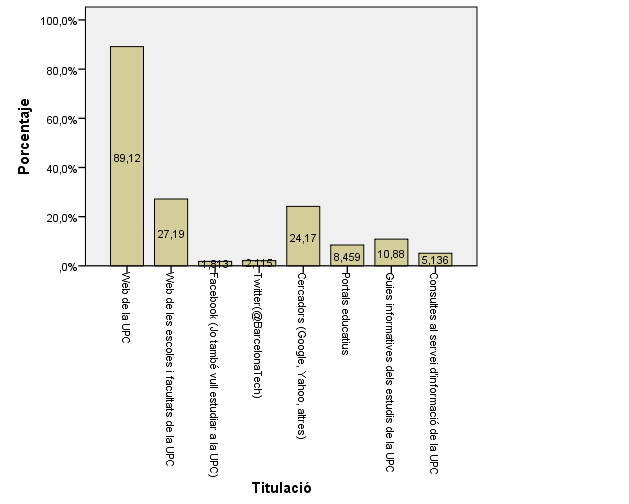 100,0%
80,0%
60,0%
40,0%
20,0%
,0%
Porcentaje
89,12
27,19
1,813
2,115
24,17
8,459
10,88
5,136
Web de la UPC
Web de les escoles i facultats de la UPC
Facebook (Jo també vull estudiar a la UPC)
Twitter(@BarcelonaTech)
Cercadors (Google, Yahoo, altres)
Portals educatius
Guies informatives dels estudis de la UPC
Consultes al servei d'informació de la UPC
Titulació